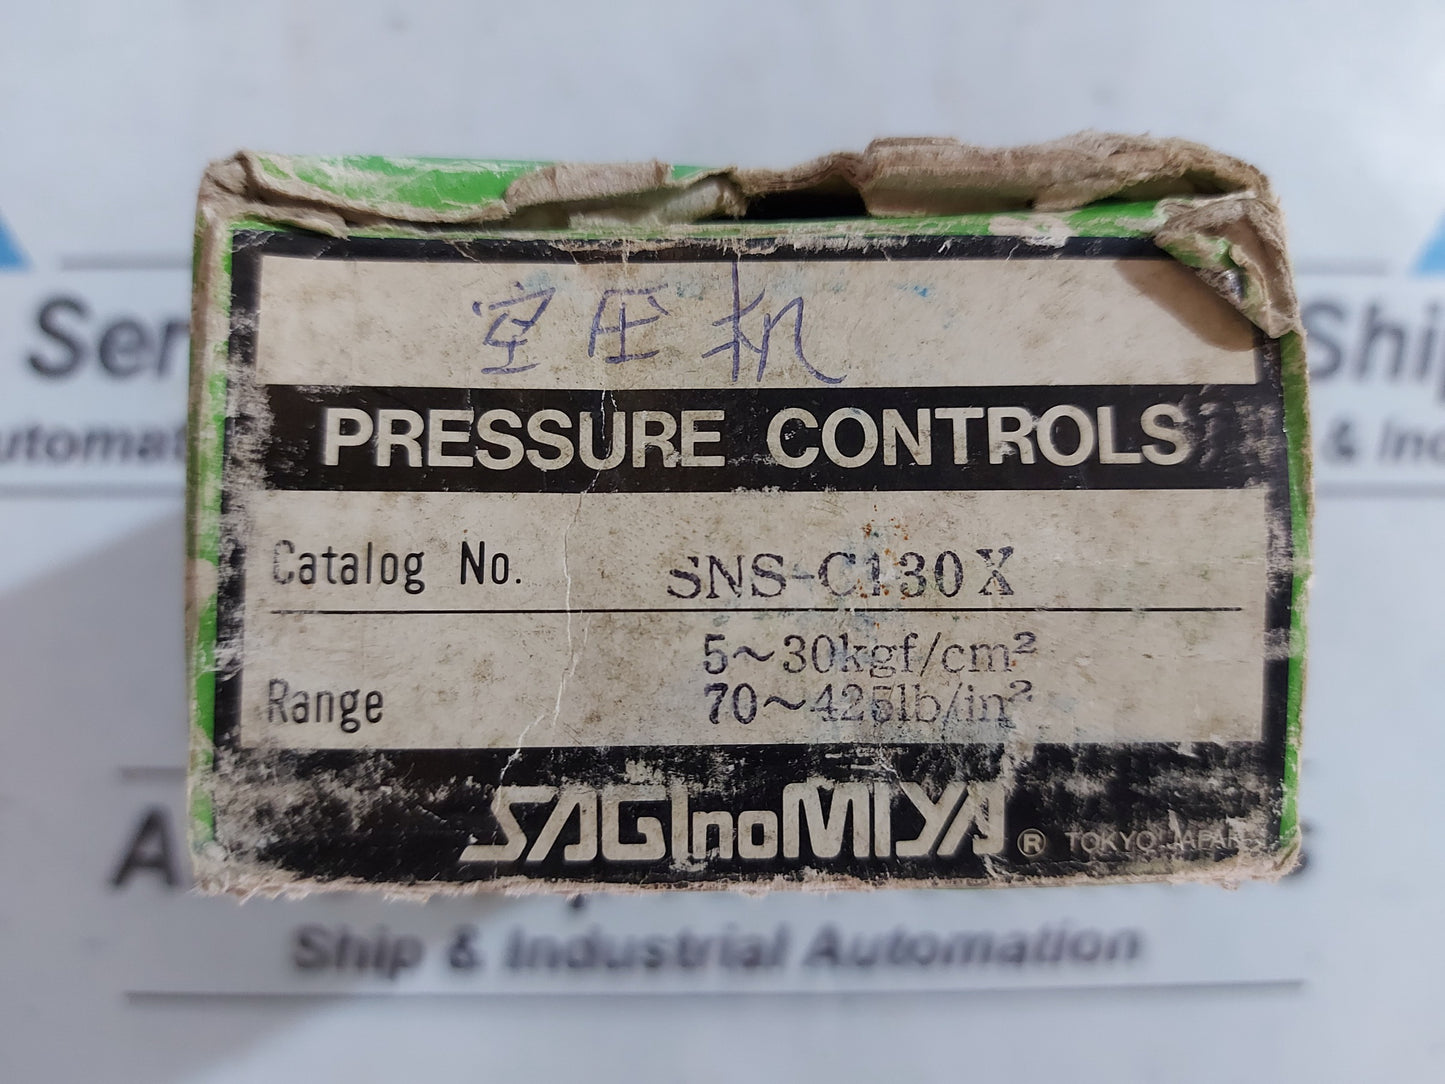 空压机
PRESSURE CONTROLS
Catalog No. SNS-C130X
5~30kgf/cm²
Range 70~425lb/in²
SAGInoMIYA ® TOKYO JAPAN
Ship & Industrial Automation